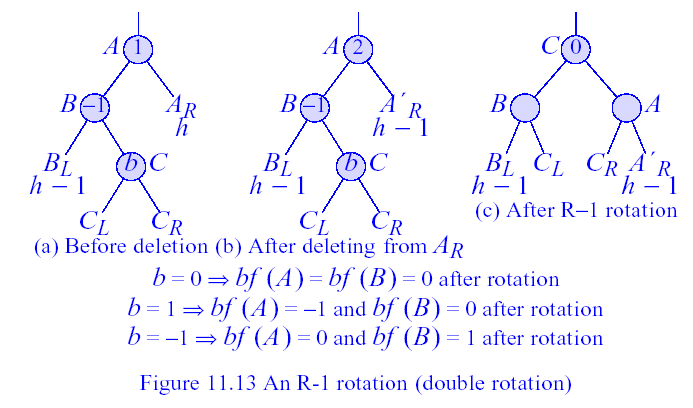 A 1 A 2 C 0
B −1 A_R B −1 A′_R B A
h h − 1
B_L b C B_L b C B_L C_L C_R A′_R
h − 1 h − 1 h − 1 h − 1
C_L C_R C_L C_R (c) After R−1 rotation
(a) Before deletion (b) After deleting from A_R
b = 0 ⇒ bf (A) = bf (B) = 0 after rotation
b = 1 ⇒ bf (A) = −1 and bf (B) = 0 after rotation
b = −1 ⇒ bf (A) = 0 and bf (B) = 1 after rotation
Figure 11.13 An R-1 rotation (double rotation)